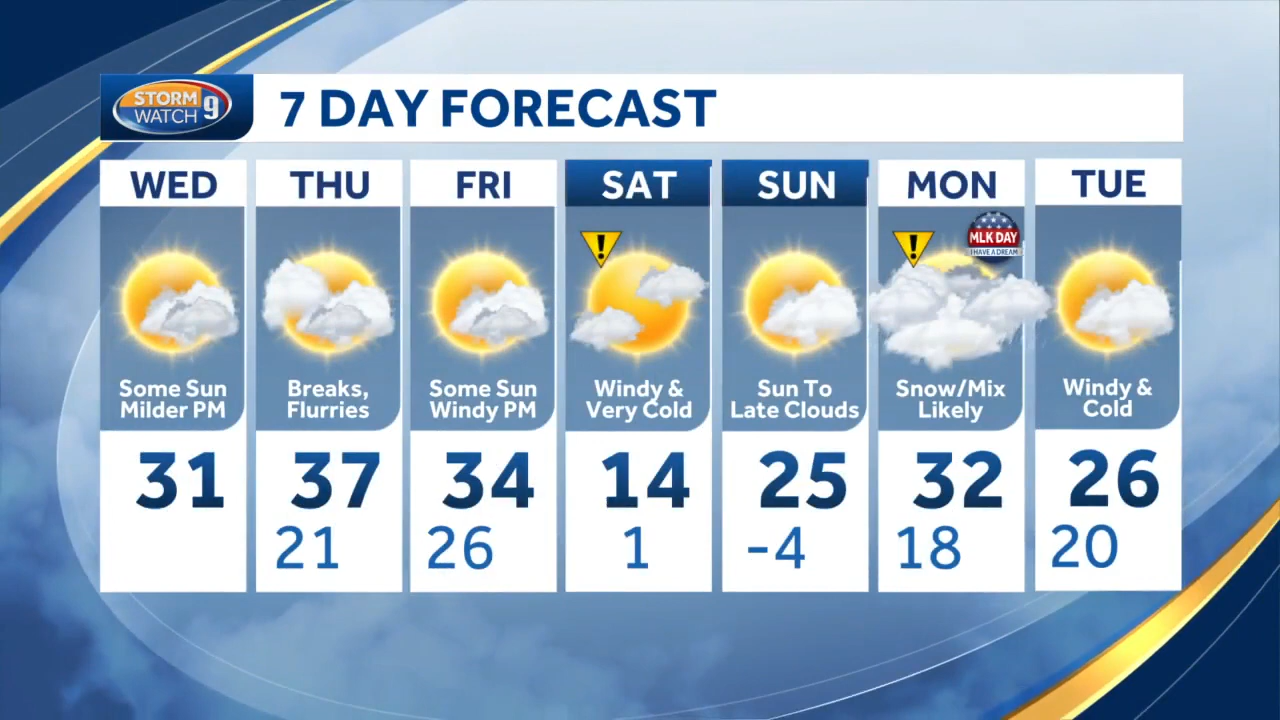 STORM
WATCH 9
7 DAY FORECAST
WED
THU
FRI
SAT
SUN
MON
TUE
!
!
MLK DAY
I HAVE A DREAM
Some Sun
Milder PM
Breaks,
Flurries
Some Sun
Windy PM
Windy &
Very Cold
Sun To
Late Clouds
Snow/Mix
Likely
Windy &
Cold
31
37
34
14
25
32
26
21
26
1
-4
18
20